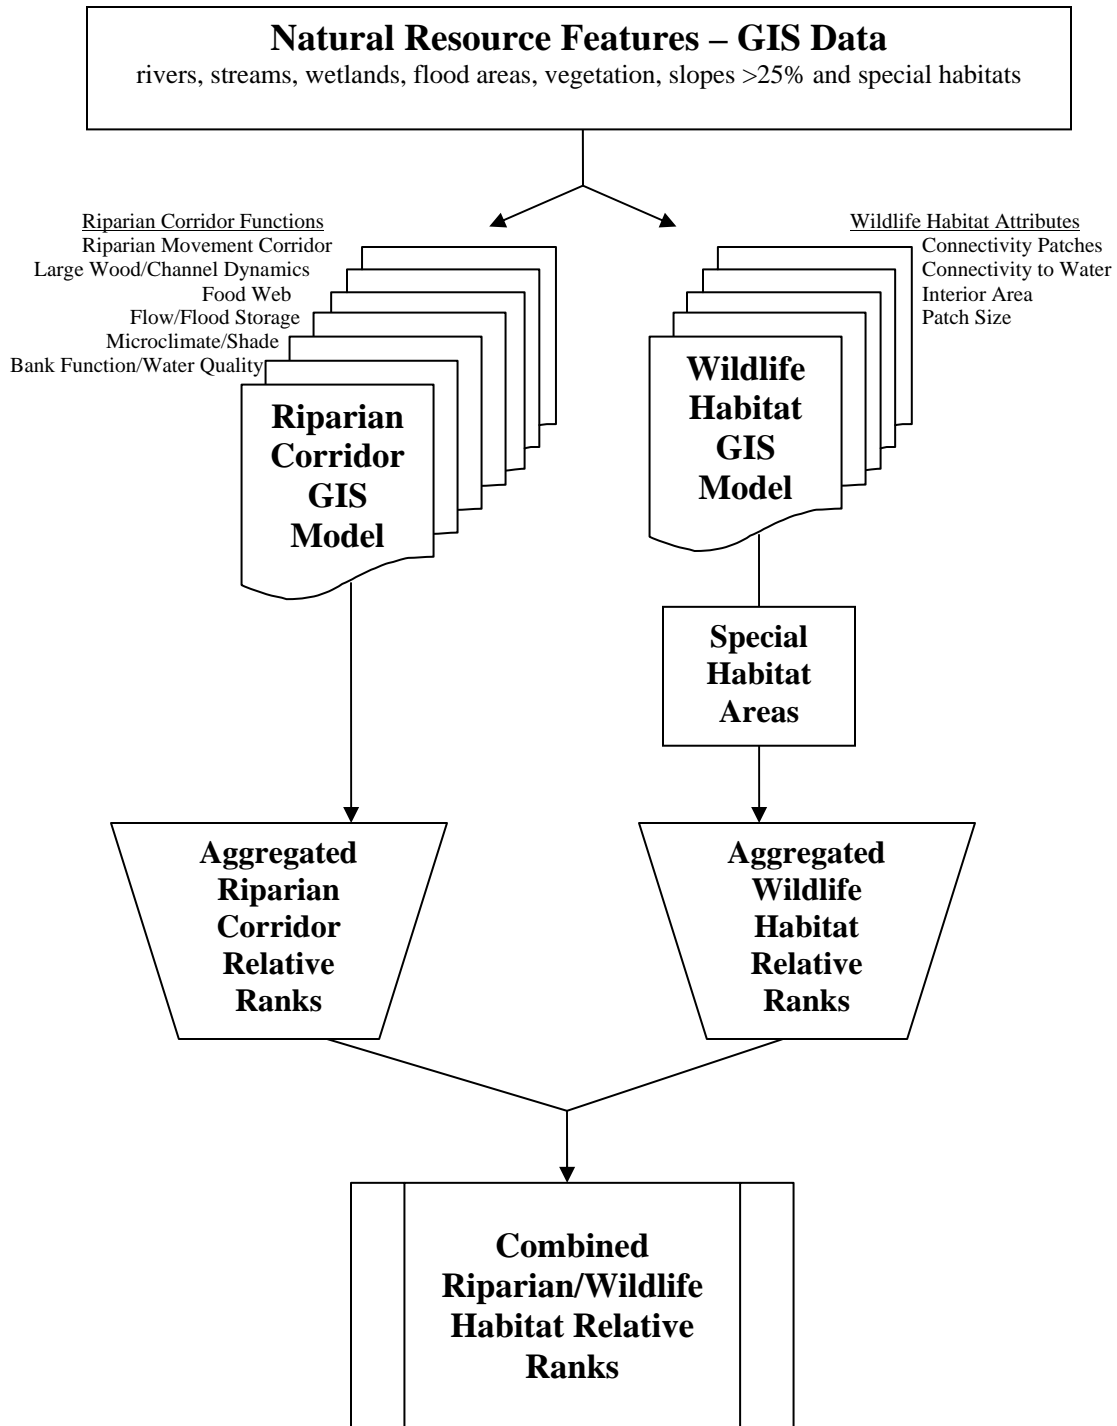 Natural Resource Features – GIS Data
rivers, streams, wetlands, flood areas, vegetation, slopes >25% and special habitats
Riparian Corridor Functions
Riparian Movement Corridor
Large Wood/Channel Dynamics
Food Web
Flow/Flood Storage
Microclimate/Shade
Bank Function/Water Quality
Riparian
Corridor
GIS
Model
Wildlife Habitat Attributes
Connectivity Patches
Connectivity to Water
Interior Area
Patch Size
Wildlife
Habitat
GIS
Model
Special
Habitat
Areas
Aggregated
Riparian
Corridor
Relative
Ranks
Aggregated
Wildlife
Habitat
Relative
Ranks
Combined
Riparian/Wildlife
Habitat Relative
Ranks